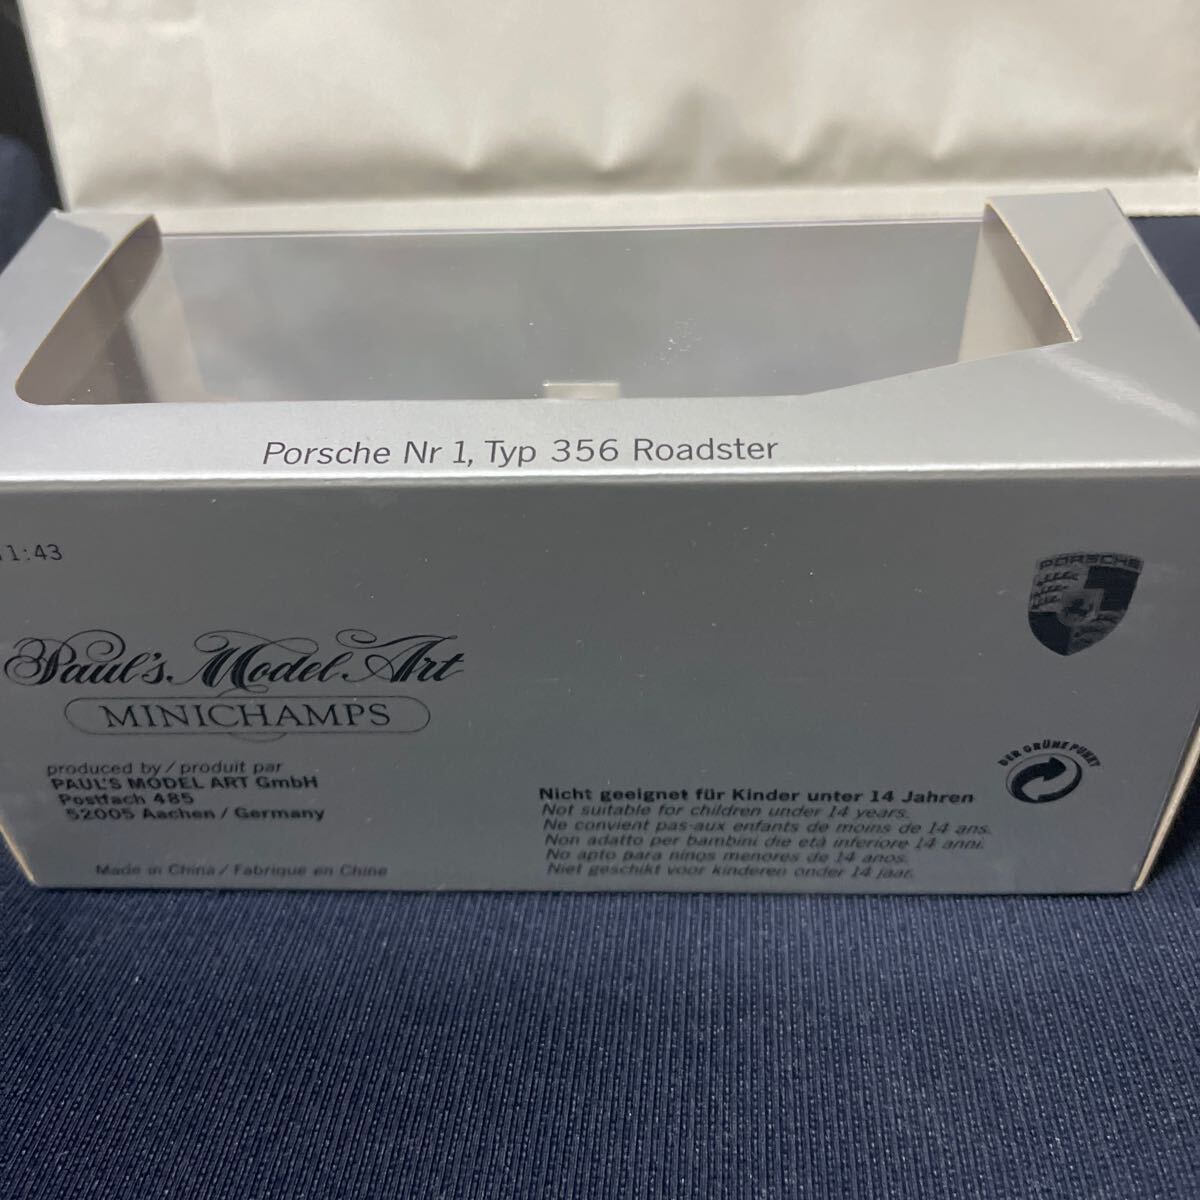 Porsche Nr 1, Typ 356 Roadster
1:43
PORSCHE
Paul's Model Art
MINICHAMPS
DER GRÜNE PUNKT
produced by / produit par
PAUL'S MODEL ART GmbH
Postfach 485
52005 Aachen / Germany
Made in China / Fabrique en Chine
Nicht geeignet für Kinder unter 14 Jahren
Not suitable for children under 14 years.
Ne convient pas aux enfants de moins de 14 ans.
Non adatto per bambini die età inferiore 14 anni.
No apto para ninos menores de 14 anos.
Niet geschikt voor kinderen onder 14 jaar.